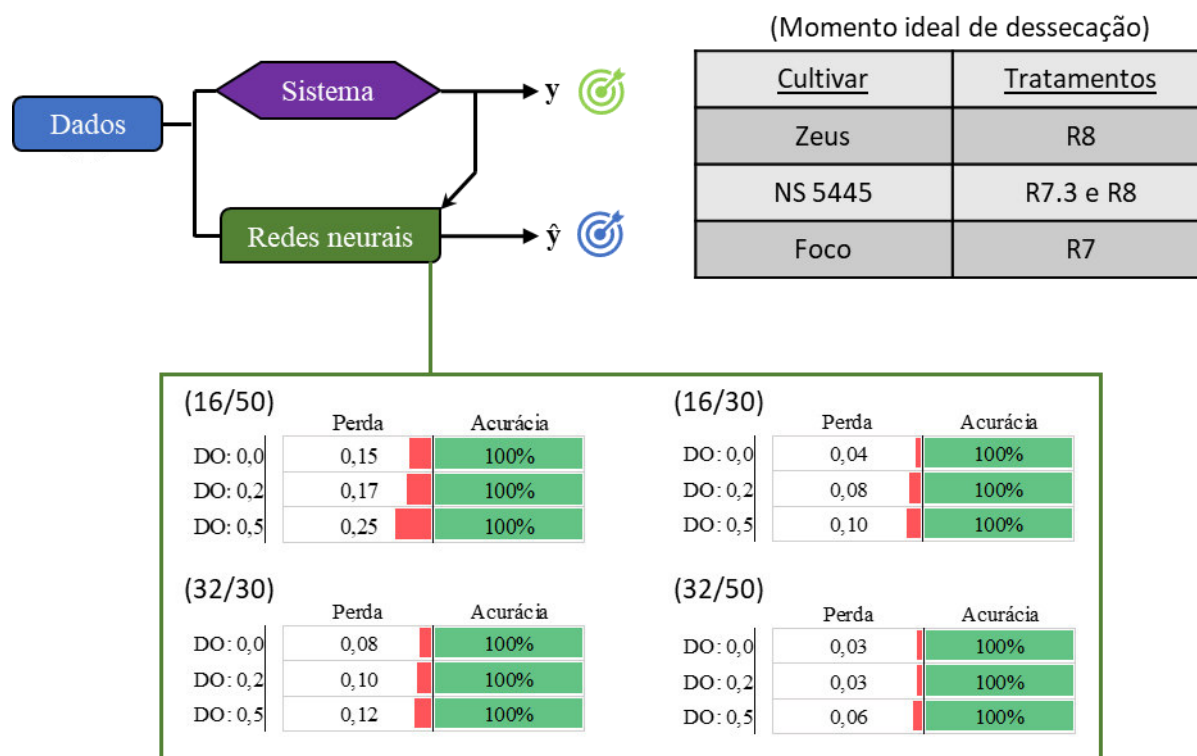 (Momento ideal de dessecação)
Cultivar Tratamentos
Zeus R8
NS 5445 R7.3 e R8
Foco R7
Dados
Sistema
y
Redes neurais
ŷ
(16/50)
Perda Acurácia
DO: 0,0 0,15 100%
DO: 0,2 0,17 100%
DO: 0,5 0,25 100%
(16/30)
Perda Acurácia
DO: 0,0 0,04 100%
DO: 0,2 0,08 100%
DO: 0,5 0,10 100%
(32/30)
Perda Acurácia
DO: 0,0 0,08 100%
DO: 0,2 0,10 100%
DO: 0,5 0,12 100%
(32/50)
Perda Acurácia
DO: 0,0 0,03 100%
DO: 0,2 0,03 100%
DO: 0,5 0,06 100%